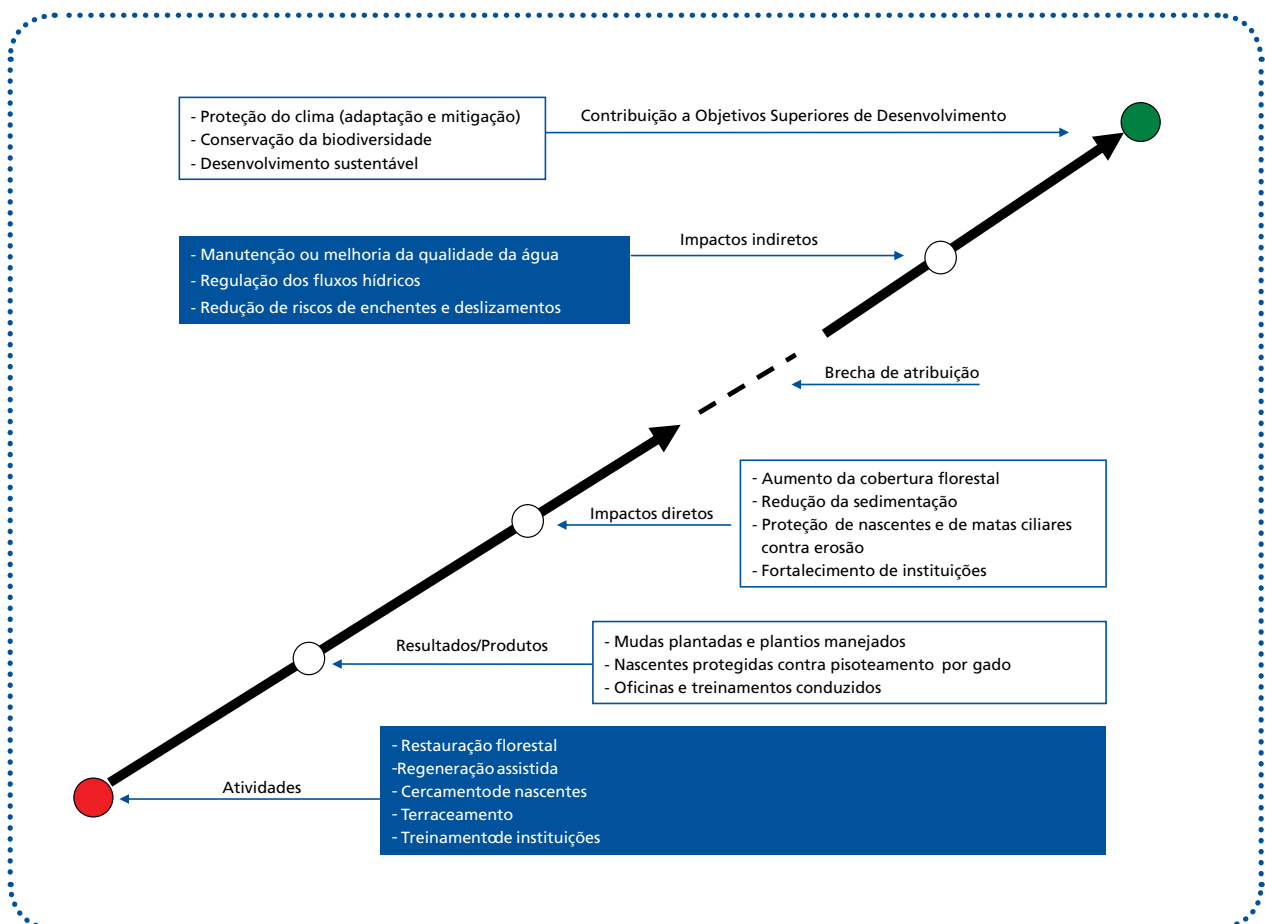 - Proteção do clima (adaptação e mitigação)
- Conservação da biodiversidade
- Desenvolvimento sustentável
Contribuição a Objetivos Superiores de Desenvolvimento
- Manutenção ou melhoria da qualidade da água
- Regulação dos fluxos hídricos
- Redução de riscos de enchentes e deslizamentos
Impactos indiretos
Brecha de atribuição
Impactos diretos
- Aumento da cobertura florestal
- Redução da sedimentação
- Proteção de nascentes e de matas ciliares
contra erosão
- Fortalecimento de instituições
Resultados/Produtos
- Mudas plantadas e plantios manejados
- Nascentes protegidas contra pisoteamento por gado
- Oficinas e treinamentos conduzidos
Atividades
- Restauração florestal
-Regeneração assistida
- Cercamentode nascentes
- Terraceamento
- Treinamentode instituições